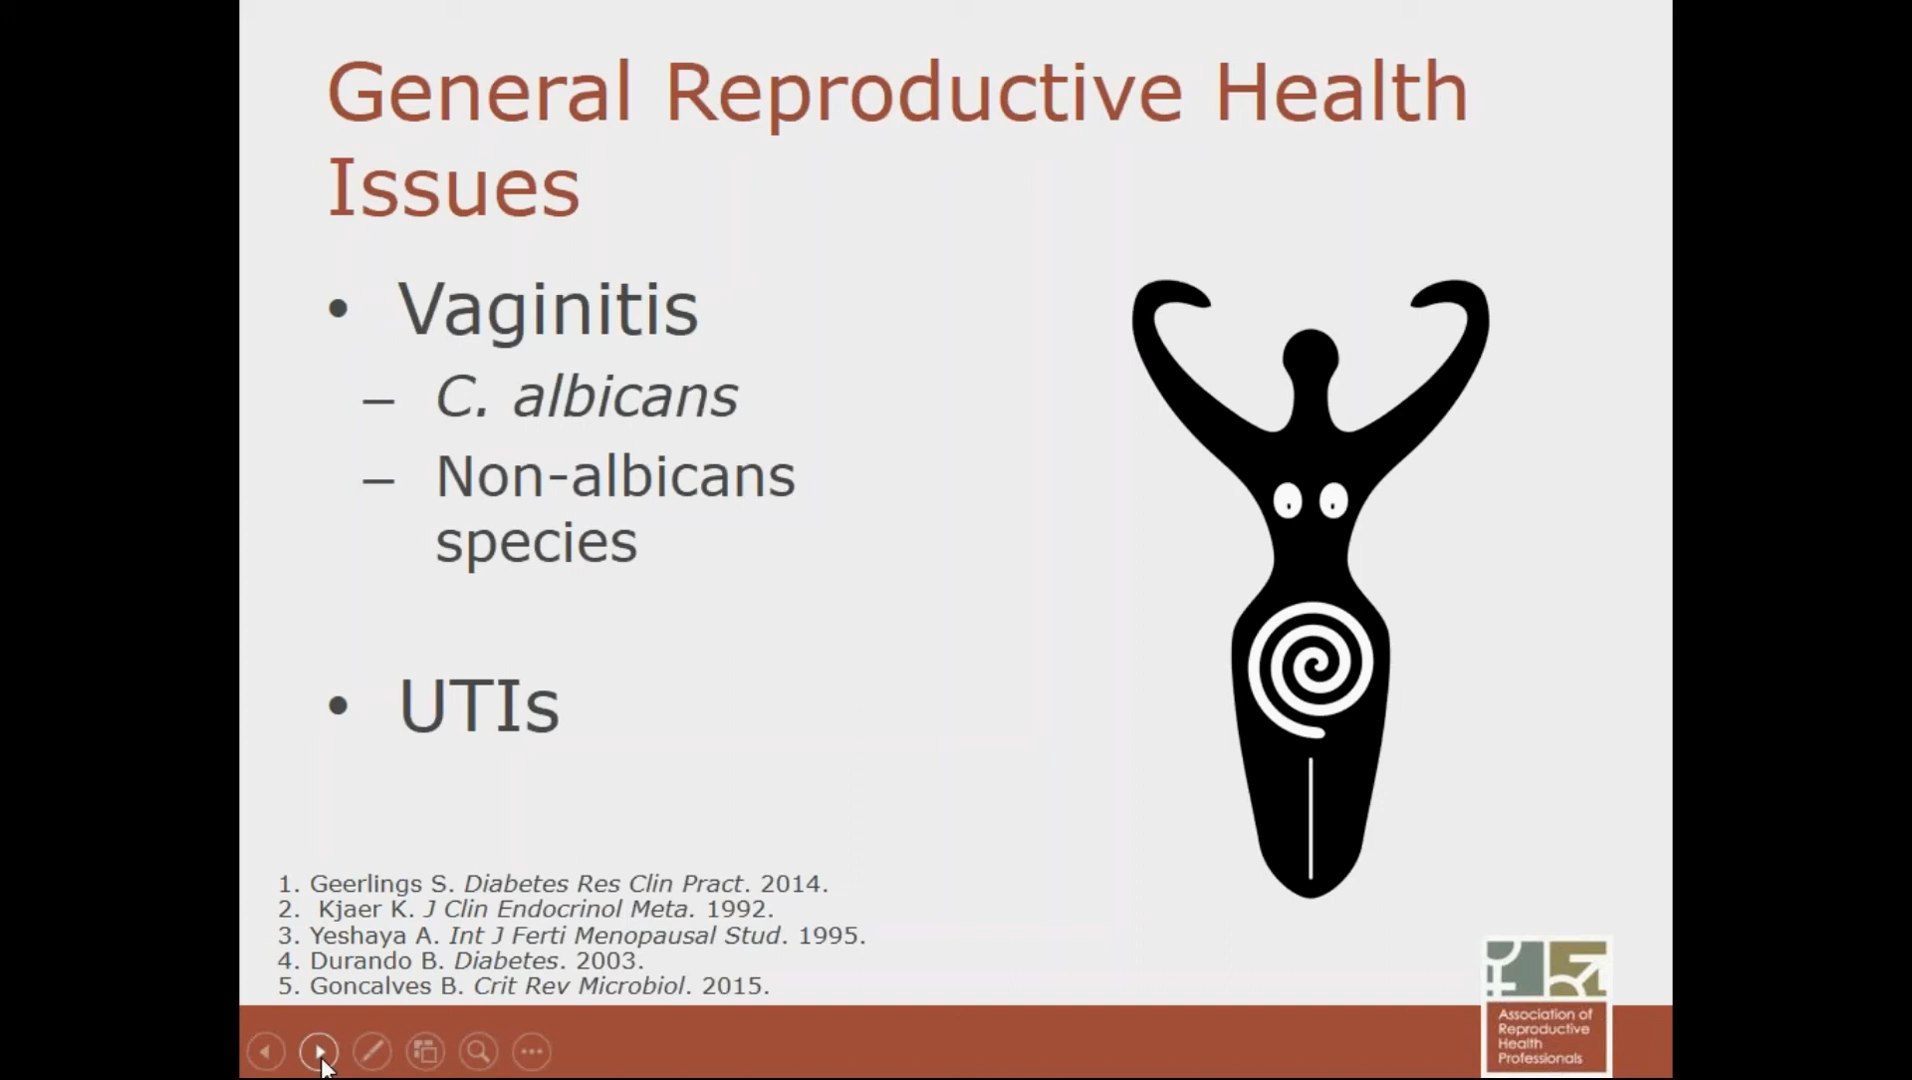 General Reproductive Health
Issues
• Vaginitis
– C. albicans
– Non-albicans
species
• UTIs
1. Geerlings S. Diabetes Res Clin Pract. 2014.
2. Kjaer K. J Clin Endocrinol Meta. 1992.
3. Yeshaya A. Int J Ferti Menopausal Stud. 1995.
4. Durando B. Diabetes. 2003.
5. Goncalves B. Crit Rev Microbiol. 2015.
Association of
Reproductive
Health
Professionals